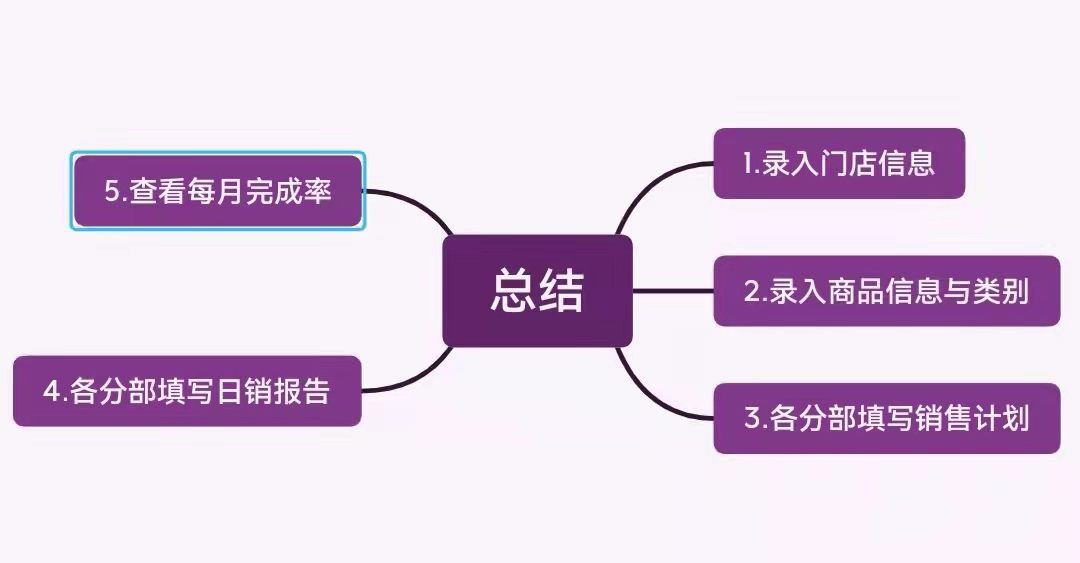 总结
1.录入门店信息
2.录入商品信息与类别
3.各分部填写销售计划
4.各分部填写日销报告
5.查看每月完成率